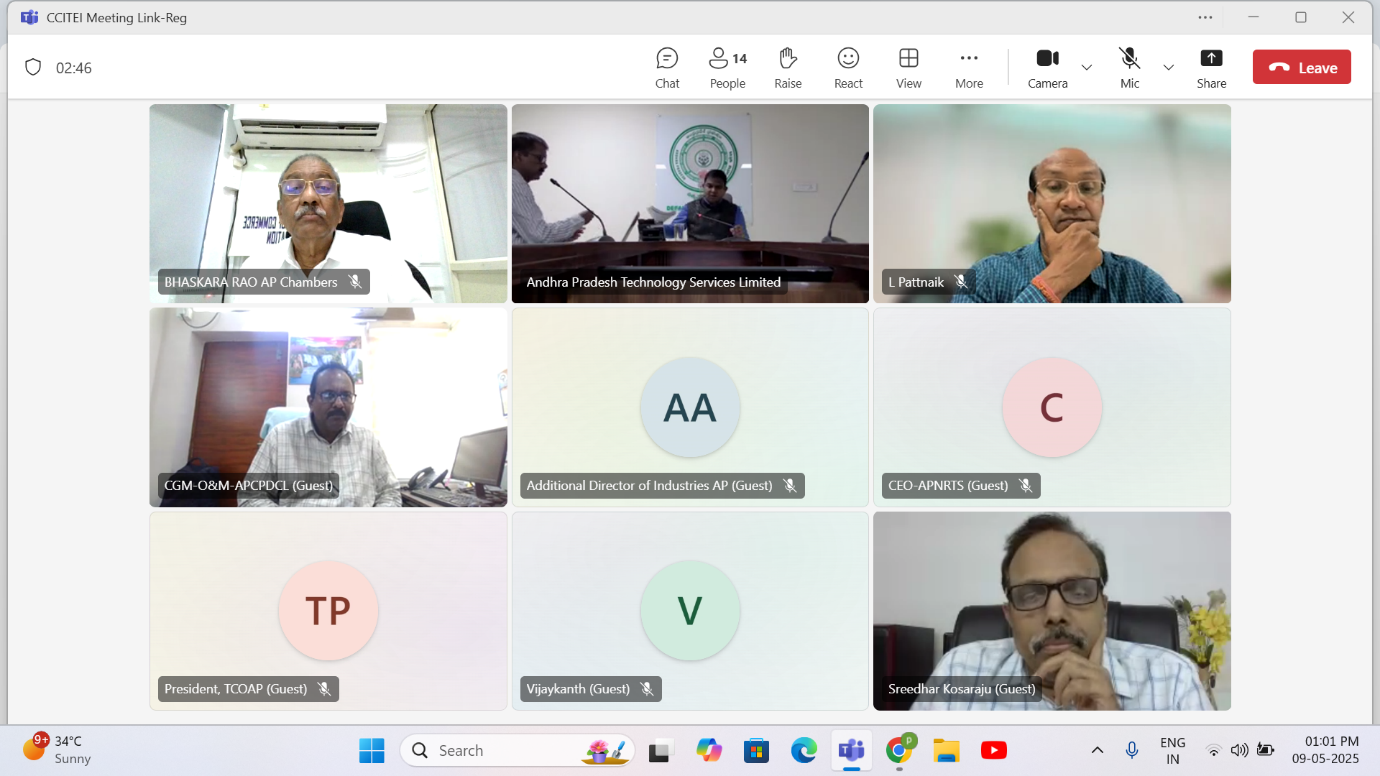 CCITEI Meeting Link-Reg
02:46
Chat
People
14
Raise
React
View
More
Camera
Mic
Share
Leave
COMMERCE
BHASKARA RAO AP Chambers
Andhra Pradesh Technology Services Limited
L Pattnaik
CGM-O&M-APCPDCL (Guest)
AA
Additional Director of Industries AP (Guest)
C
CEO-APNRTS (Guest)
TP
President, TCOAP (Guest)
V
Vijaykanth (Guest)
Sreedhar Kosaraju (Guest)
9+
34°C
Sunny
Search
p
ENG
IN
01:01 PM
09-05-2025